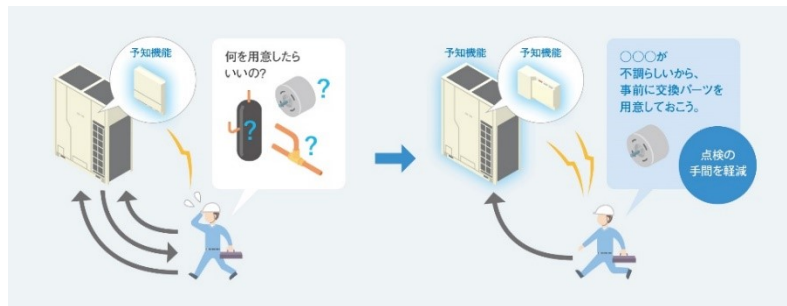 予知機能
何を用意したら
いいの?
?
?
?
予知機能
予知機能
○○○が
不調らしいから、
事前に交換パーツを
用意しておこう。
点検の
手間を軽減